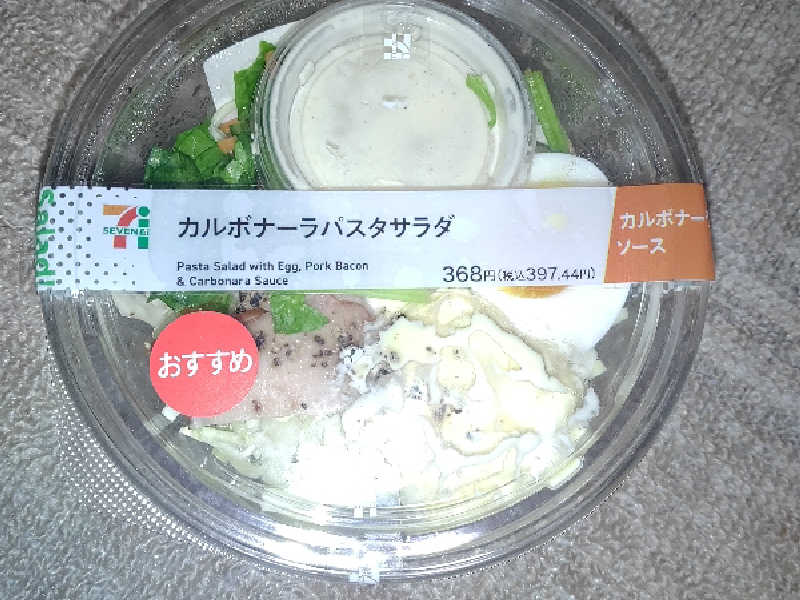 カルボナーラパスタサラダ
Pasta Salad with Egg, Pork Bacon
& Carbonara Sauce
368円(税込397.44円)
カルボナー
ソース
SEVEN
salad
おすすめ